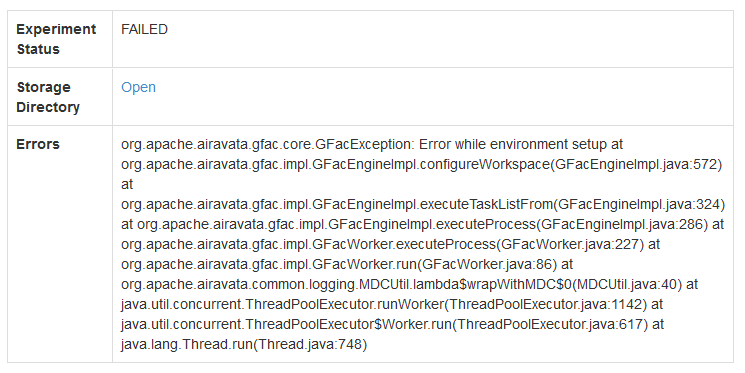 Experiment Status
FAILED
Storage Directory
Open
Errors
org.apache.airavata.gfac.core.GFacException: Error while environment setup at
org.apache.airavata.gfac.impl.GFacEngineImpl.configureWorkspace(GFacEngineImpl.java:572)
at
org.apache.airavata.gfac.impl.GFacEngineImpl.executeTaskListFrom(GFacEngineImpl.java:324)
at org.apache.airavata.gfac.impl.GFacEngineImpl.executeProcess(GFacEngineImpl.java:286) at
org.apache.airavata.gfac.impl.GFacWorker.executeProcess(GFacWorker.java:227) at
org.apache.airavata.gfac.impl.GFacWorker.run(GFacWorker.java:86) at
org.apache.airavata.common.logging.MDCUtil.lambda$wrapWithMDC$0(MDCUtil.java:40) at
java.util.concurrent.ThreadPoolExecutor.runWorker(ThreadPoolExecutor.java:1142) at
java.util.concurrent.ThreadPoolExecutor$Worker.run(ThreadPoolExecutor.java:617) at
java.lang.Thread.run(Thread.java:748)